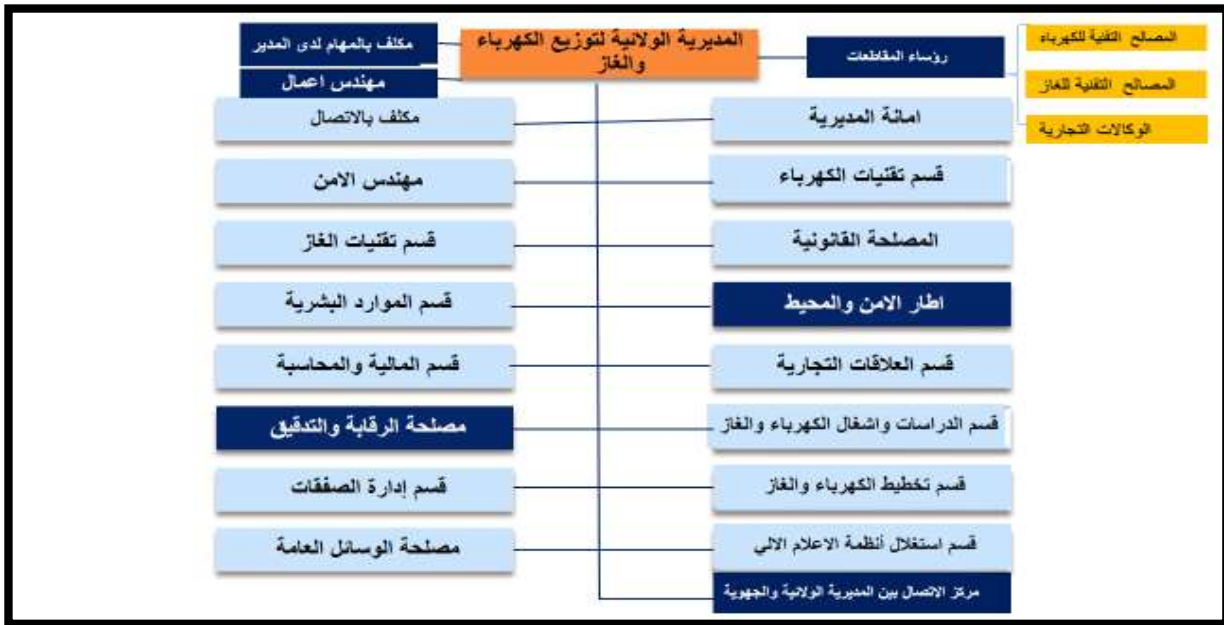 المديرية الولائية لتوزيع الكهرباء
والغاز
رؤساء المقاطعات
المصالح التقنية للكهرباء
المصالح التقنية للغاز
الوكالات التجارية
مكلف بالمهام لدى المدير
مهندس اعمال
امانة المديرية
مكلف بالاتصال
قسم تقنيات الكهرباء
مهندس الامن
المصلحة القانونية
قسم تقنيات الغاز
اطار الامن والمحيط
قسم الموارد البشرية
قسم العلاقات التجارية
قسم المالية والمحاسبة
قسم الدراسات واشغال الكهرباء والغاز
مصلحة الرقابة والتدقيق
قسم تخطيط الكهرباء والغاز
قسم إدارة الصفقات
قسم استغلال أنظمة الاعلام الالي
مصلحة الوسائل العامة
مركز الاتصال بين المديرية الولائية والجهوية